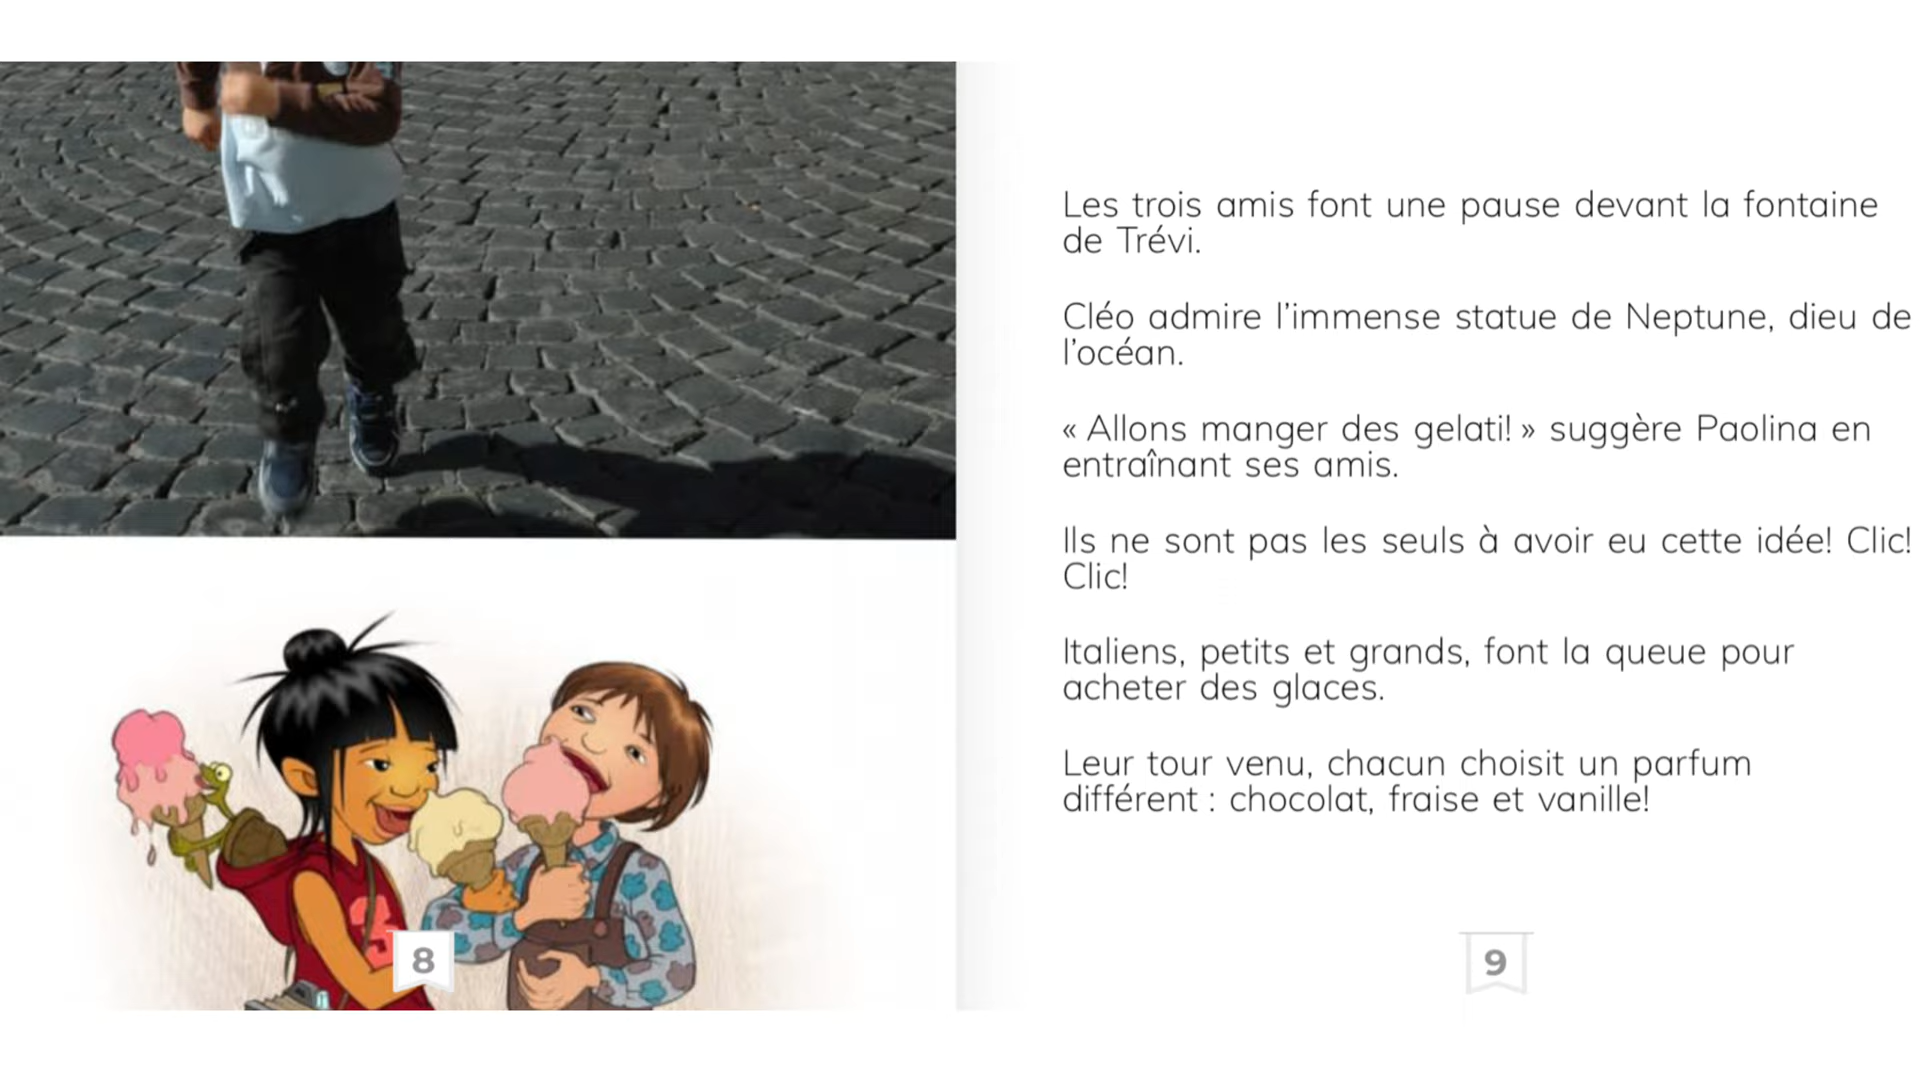 Les trois amis font une pause devant la fontaine
de Trévi.
Cléo admire l’immense statue de Neptune, dieu de
l’océan.
« Allons manger des gelati! » suggère Paolina en
entraînant ses amis.
Ils ne sont pas les seuls à avoir eu cette idée! Clic!
Clic!
Italiens, petits et grands, font la queue pour
acheter des glaces.
Leur tour venu, chacun choisit un parfum
différent : chocolat, fraise et vanille!
8
9